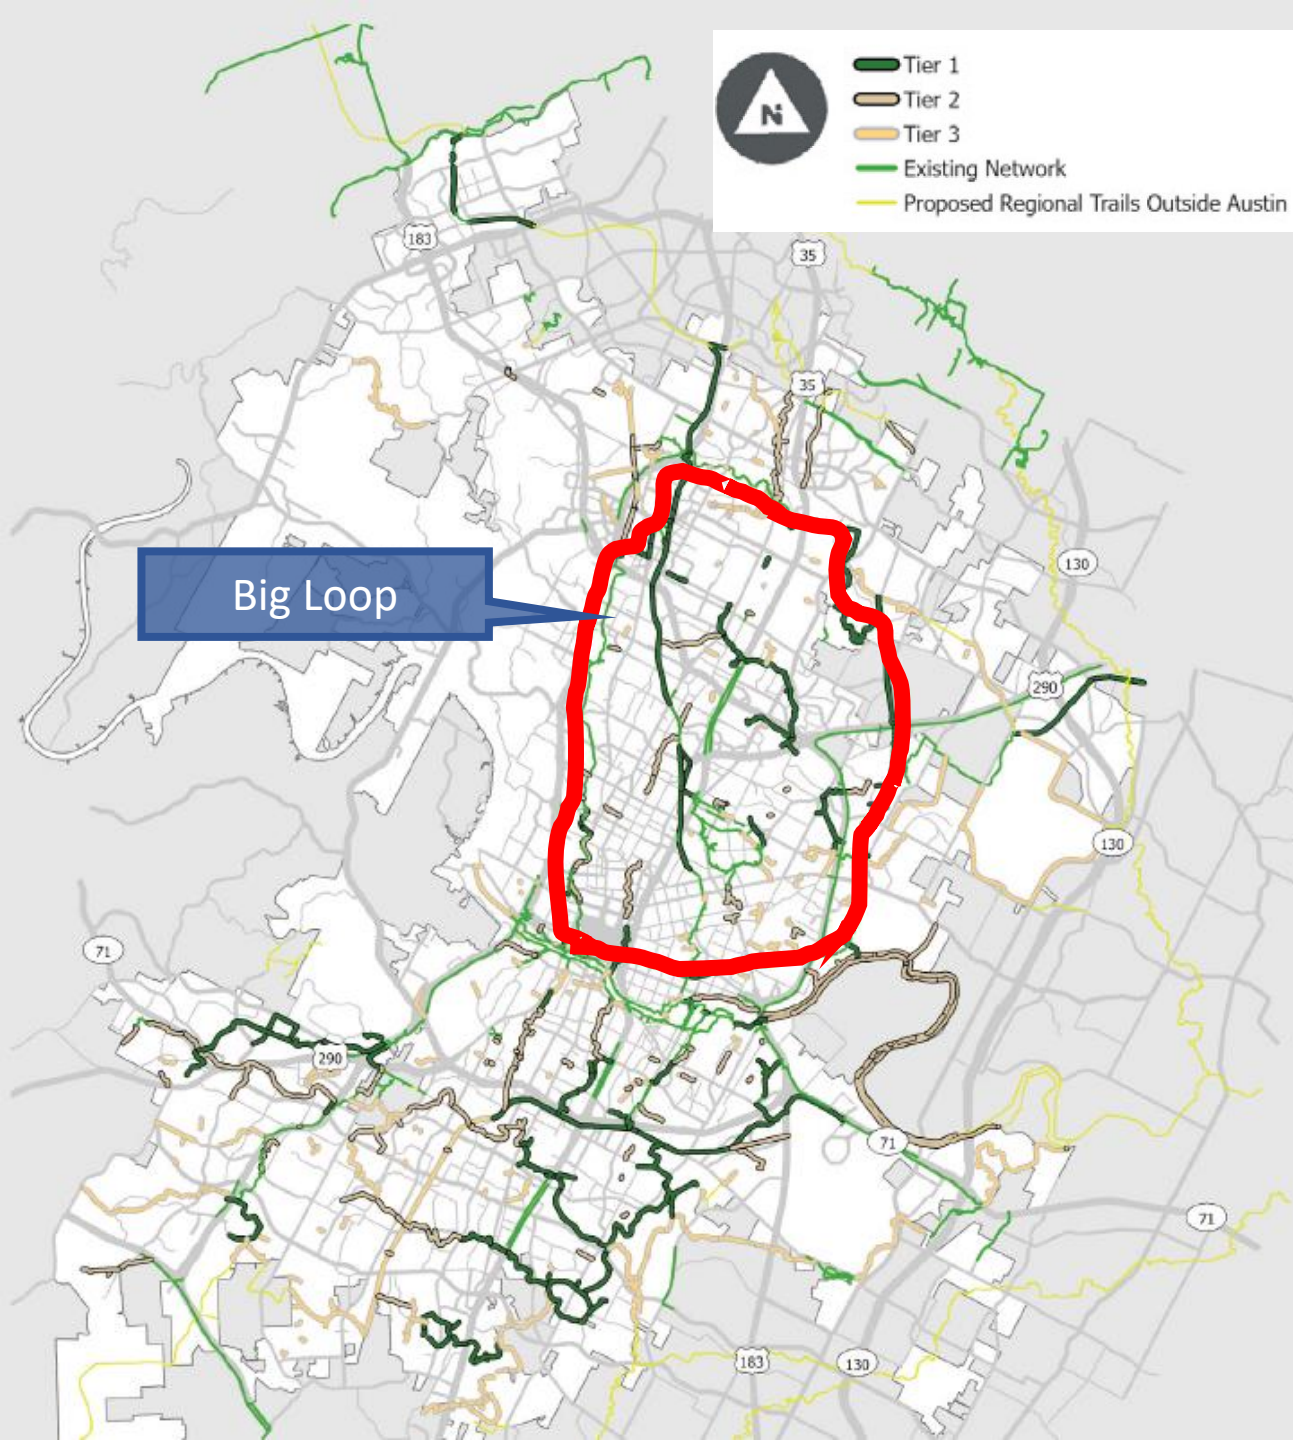 N
Tier 1
Tier 2
Tier 3
Existing Network
Proposed Regional Trails Outside Austin
183
35
35
130
Big Loop
290
130
71
290
71
71
183
130